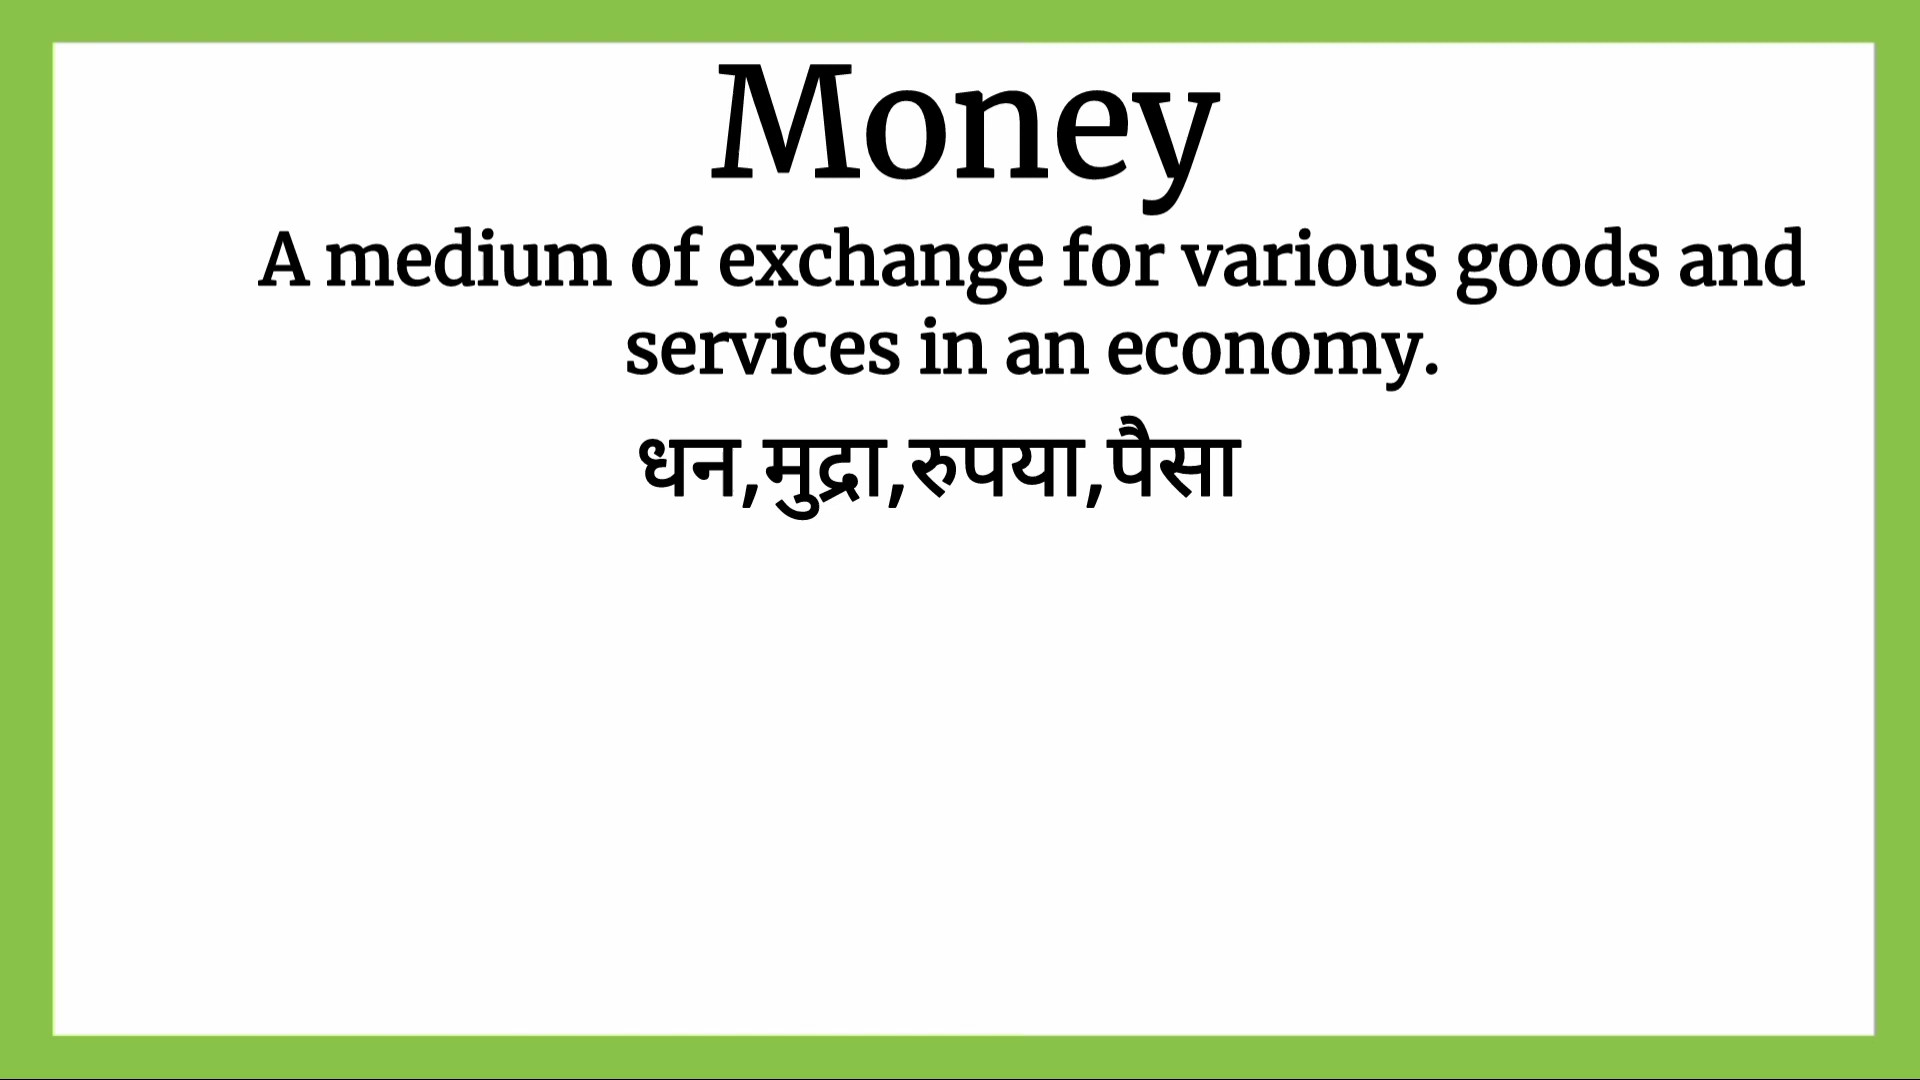 Money
A medium of exchange for various goods and
services in an economy.
धन,मुद्रा,रुपया,पैसा